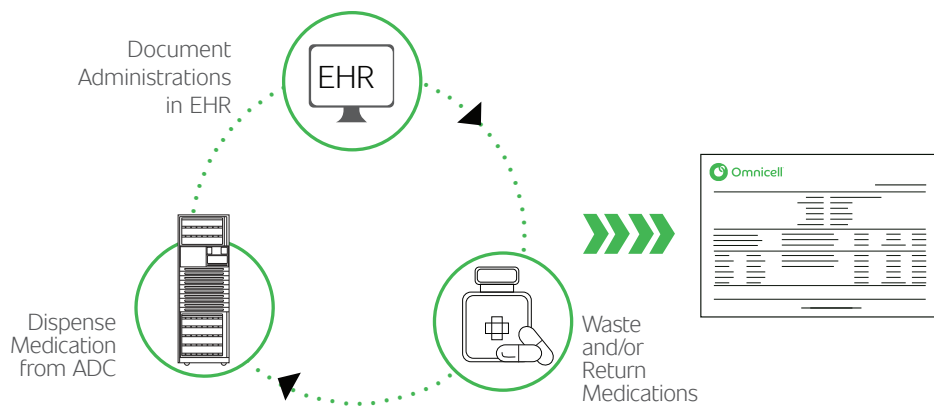 Document
Administrations
in EHR
EHR
Omnicell
Dispense
Medication
from ADC
Waste
and/or
Return
Medications